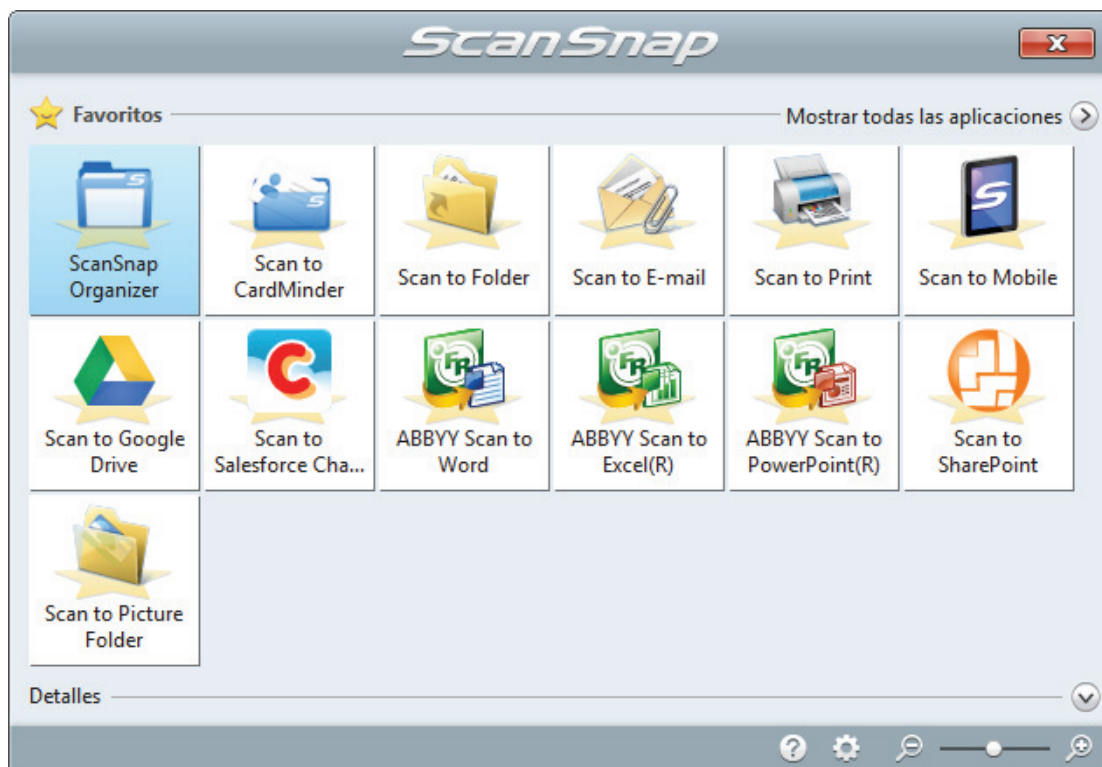 ScanSnap
Favoritos
Mostrar todas las aplicaciones
ScanSnap
Organizer
Scan to
CardMinder
Scan to Folder
Scan to E-mail
Scan to Print
Scan to Mobile
Scan to Google
Drive
Scan to
Salesforce Cha...
ABBYY Scan to
Word
ABBYY Scan to
Excel(R)
ABBYY Scan to
PowerPoint(R)
Scan to
SharePoint
Scan to Picture
Folder
Detalles